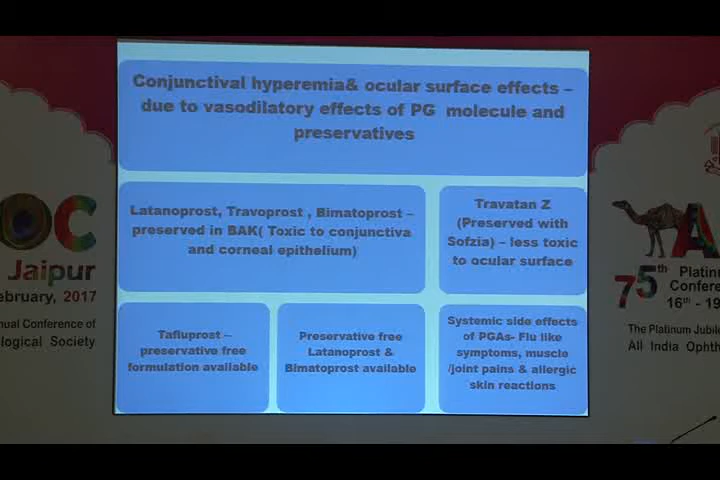 Conjunctival hyperemia& ocular surface effects –
due to vasodilatory effects of PG molecule and
preservatives
Latanoprost, Travoprost , Bimatoprost –
preserved in BAK( Toxic to conjunctiva
and corneal epithelium)
Travatan Z
(Preserved with
Sofzia) – less toxic
to ocular surface
Tafluprost –
preservative free
formulation available
Preservative free
Latanoprost &
Bimatoprost available
Systemic side effects
of PGAs- Flu like
symptoms, muscle
/joint pains & allergic
skin reactions
OC
Jaipur
ebruary, 2017
nual Conference of
ological Society
A
75th Platin
Conferen
16th - 19
The Platinum Jubile
All India Ophth